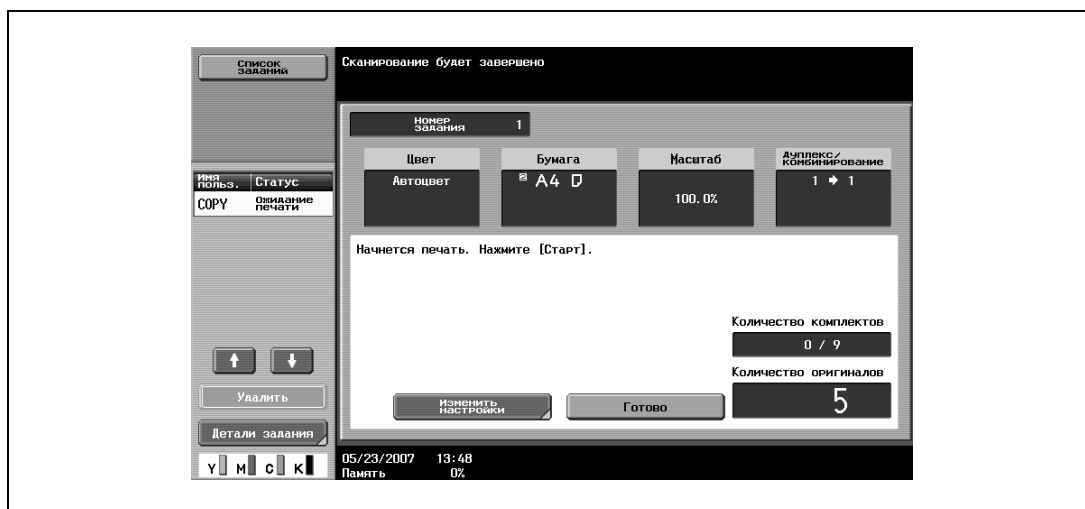 Список
заданий
Сканирование будет завершено
Номер
задания
1
Цвет
Бумага
Масштаб
Дуплекс/
комбинирование
Автоцвет
2 A4
100.0%
1 → 1
Имя
польз.
Статус
COPY
Ожидание
печати
Начнется печать. Нажмите [Старт].
Количество комплектов
0 / 9
Количество оригиналов
5
Изменить
настройки
Готово
Удалить
Детали задания
Y M C K
05/23/2007 13:48
Память 0%